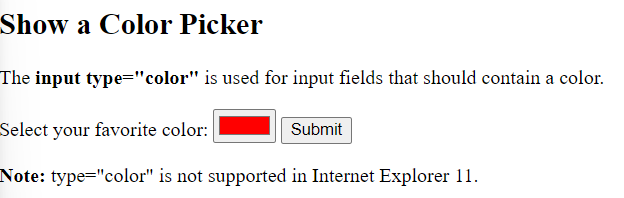 Show a Color Picker
The input type="color" is used for input fields that should contain a color.
Select your favorite color: Submit
Note: type="color" is not supported in Internet Explorer 11.